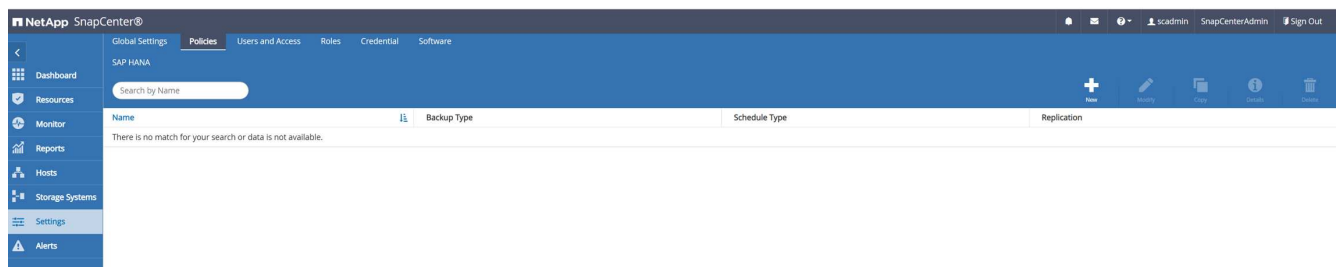 NetApp SnapCenter®
scadmin SnapCenterAdmin Sign Out
Global Settings Policies Users and Access Roles Credential Software
SAP HANA
Search by Name
New Modify Copy Details Delete
Dashboard
Resources
Monitor
Reports
Hosts
Storage Systems
Settings
Alerts
Name Backup Type Schedule Type Replication
There is no match for your search or data is not available.